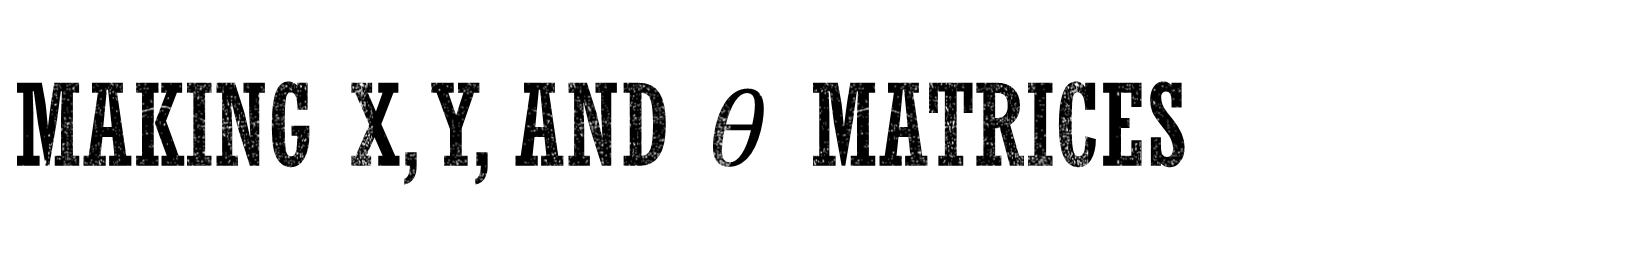 MAKING X, Y, AND θ MATRICES